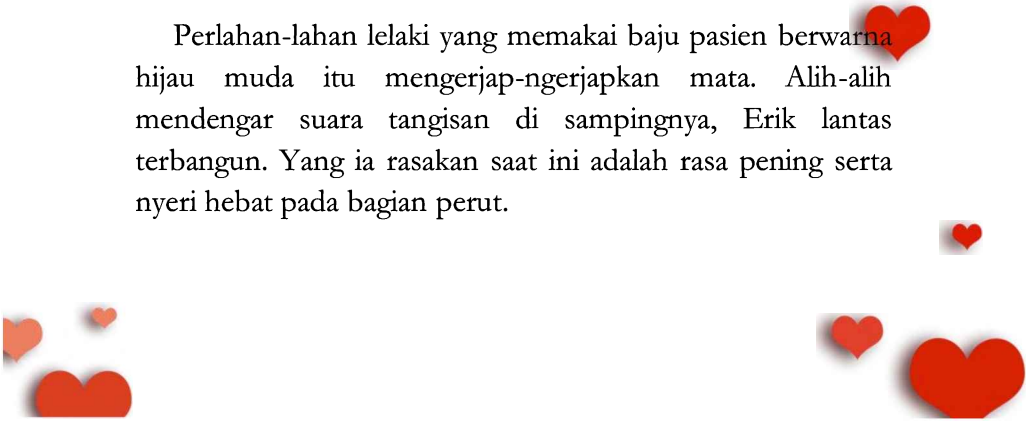 Perlahan-lahan lelaki yang memakai baju pasien berwarna
hijau muda itu mengerjap-ngerjapkan mata. Alih-alih
mendengar suara tangisan di sampingnya, Erik lantas
terbangun. Yang ia rasakan saat ini adalah rasa pening serta
nyeri hebat pada bagian perut.